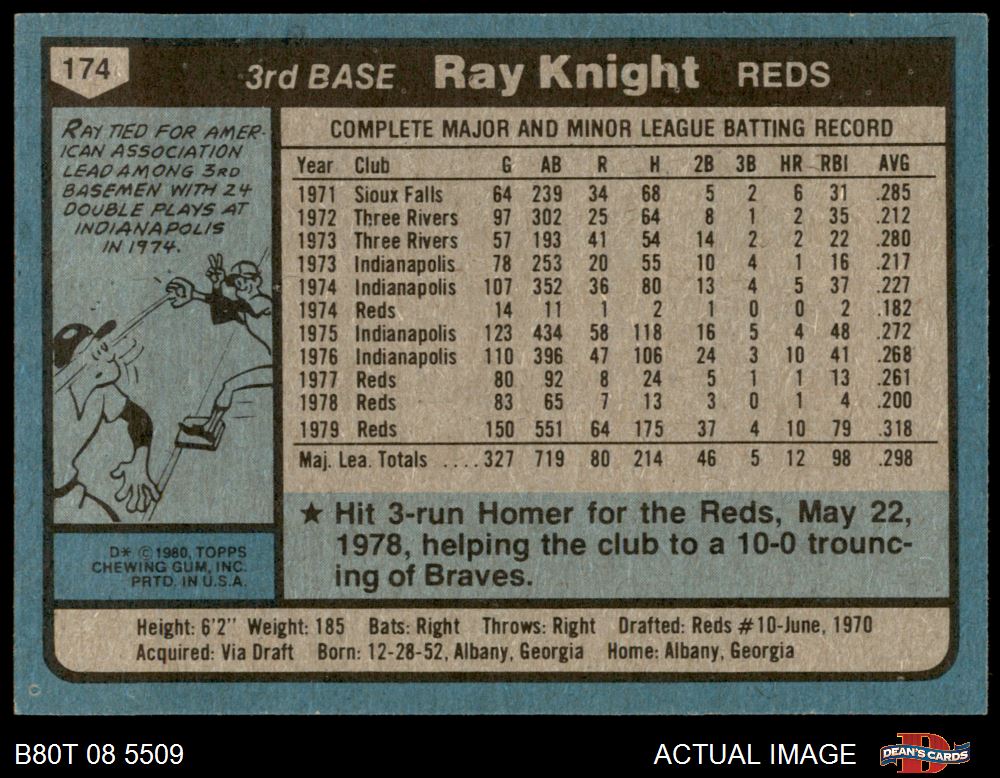 174
3rd BASE Ray Knight REDS
RAY TIED FOR AMER-
ICAN ASSOCIATION
LEAD AMONG 3RD
BASEMEN WITH 24
DOUBLE PLAYS AT
INDIANAPOLIS
IN 1974.
D* © 1980, TOPPS
CHEWING GUM, INC.
PRTD. IN U.S.A.
COMPLETE MAJOR AND MINOR LEAGUE BATTING RECORD
Year Club G AB R H 2B 3B HR RBI AVG
1971 Sioux Falls 64 239 34 68 5 2 6 31 .285
1972 Three Rivers 97 302 25 64 8 1 2 35 .212
1973 Three Rivers 57 193 41 54 14 2 2 22 .280
1973 Indianapolis 78 253 20 55 10 4 1 16 .217
1974 Indianapolis 107 352 36 80 13 4 5 37 .227
1974 Reds 14 11 1 2 1 0 0 2 .182
1975 Indianapolis 123 434 58 118 16 5 4 48 .272
1976 Indianapolis 110 396 47 106 24 3 10 41 .268
1977 Reds 80 92 8 24 5 1 1 13 .261
1978 Reds 83 65 7 13 3 0 1 4 .200
1979 Reds 150 551 64 175 37 4 10 79 .318
Maj. Lea. Totals ....327 719 80 214 46 5 12 98 .298
★ Hit 3-run Homer for the Reds, May 22,
1978, helping the club to a 10-0 trounc-
ing of Braves.
Height: 6'2" Weight: 185 Bats: Right Throws: Right Drafted: Reds #10-June, 1970
Acquired: Via Draft Born: 12-28-52, Albany, Georgia Home: Albany, Georgia
B80T 08 5509
ACTUAL IMAGE
DEAN'S CARDS